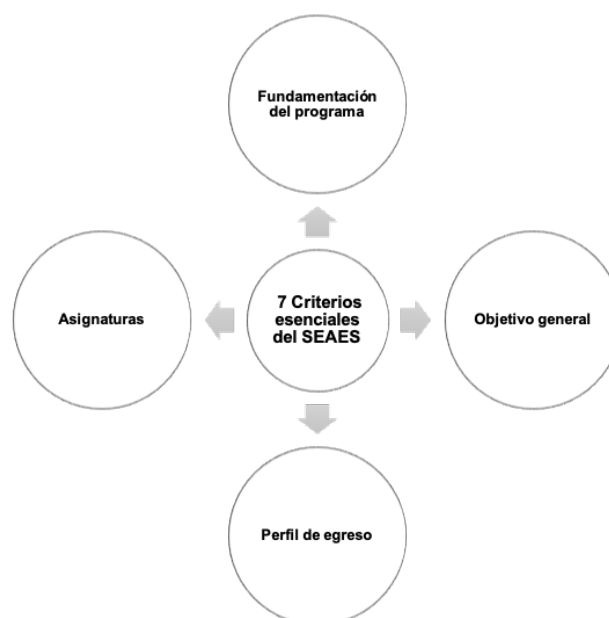 Fundamentación
del programa
Asignaturas
7 Criterios
esenciales
del SEAES
Objetivo general
Perfil de egreso